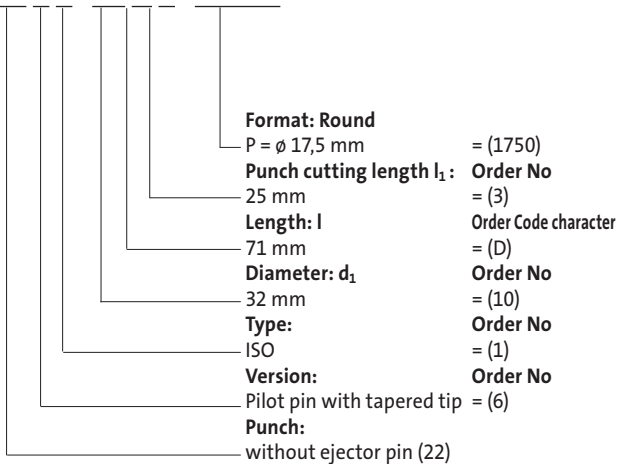 Format: Round
P = ø 17,5 mm = (1750)
Punch cutting length l₁ : Order No
25 mm = (3)
Length: l Order Code character
71 mm = (D)
Diameter: d₁ Order No
32 mm = (10)
Type: Order No
ISO = (1)
Version: Order No
Pilot pin with tapered tip = (6)
Punch:
without ejector pin (22)